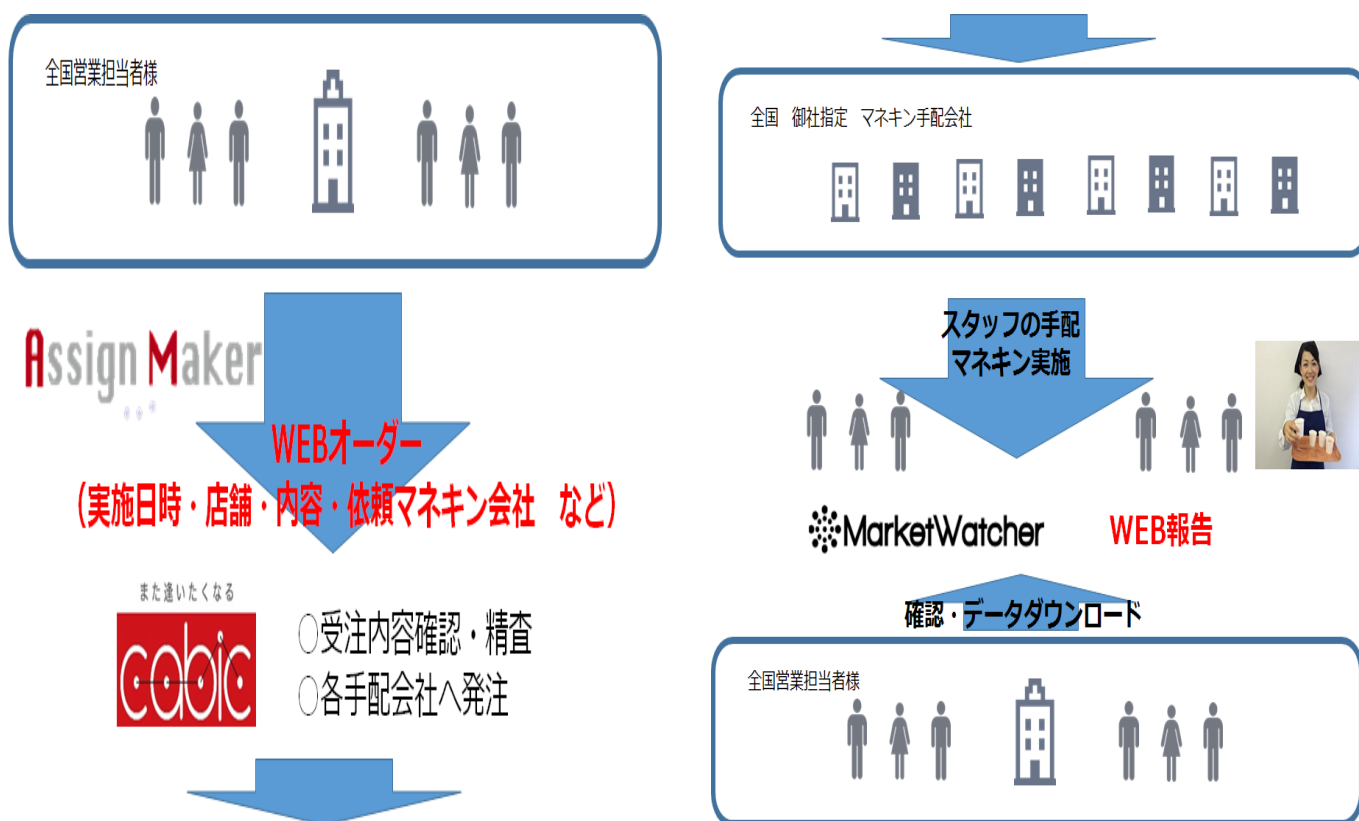 全国営業担当者様
Assign Maker
WEBオーダー
（実施日時・店舗・内容・依頼マネキン会社　など）
また逢いたくなる
cabic
○受注内容確認・精査
○各手配会社へ発注
全国　御社指定　マネキン手配会社
スタッフの手配
マネキン実施
MarketWatcher
WEB報告
確認・データダウンロード
全国営業担当者様